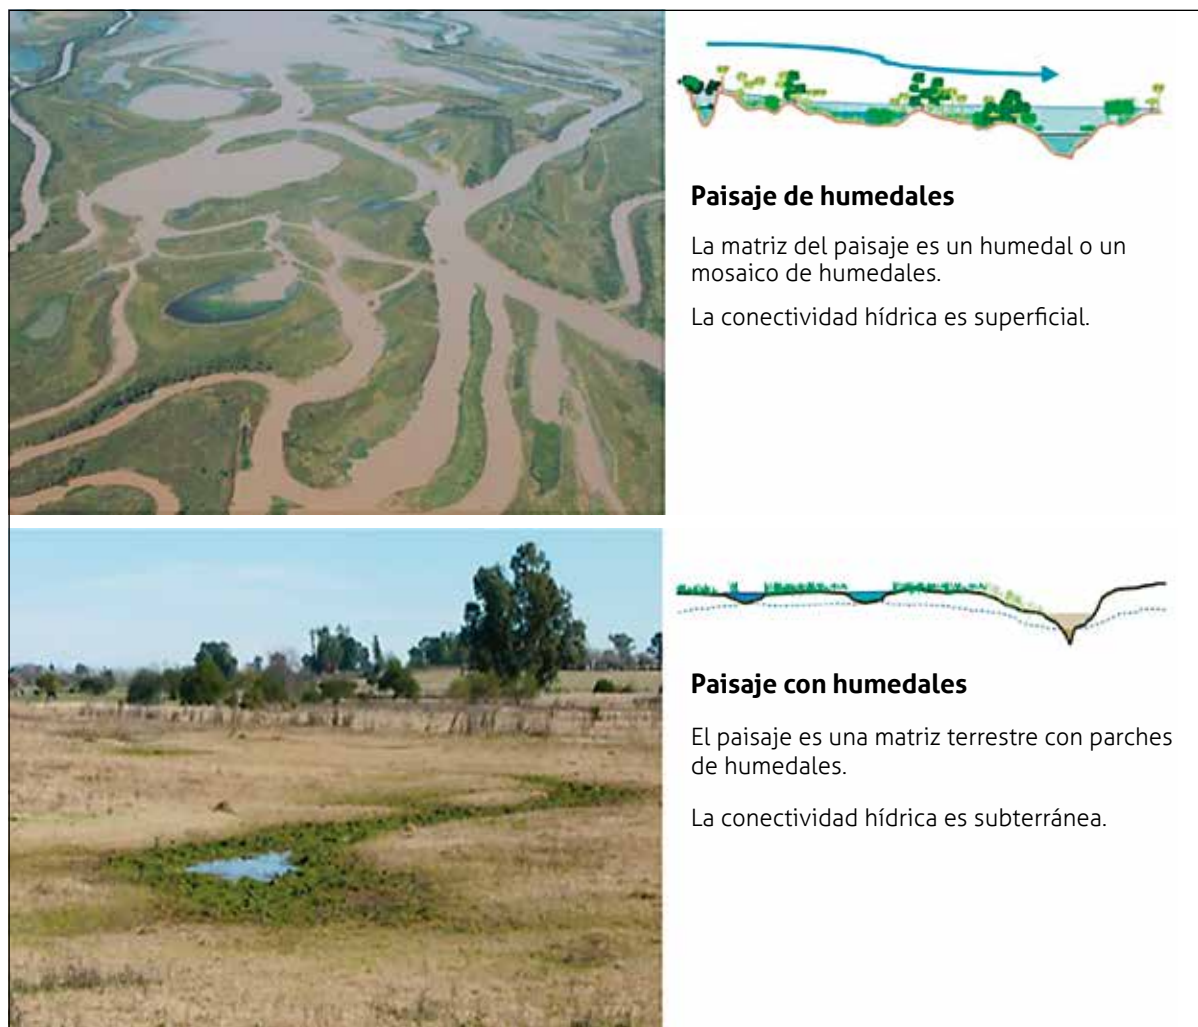 Paisaje de humedales
La matriz del paisaje es un humedal o un
mosaico de humedales.
La conectividad hídrica es superficial.
Paisaje con humedales
El paisaje es una matriz terrestre con parches
de humedales.
La conectividad hídrica es subterránea.